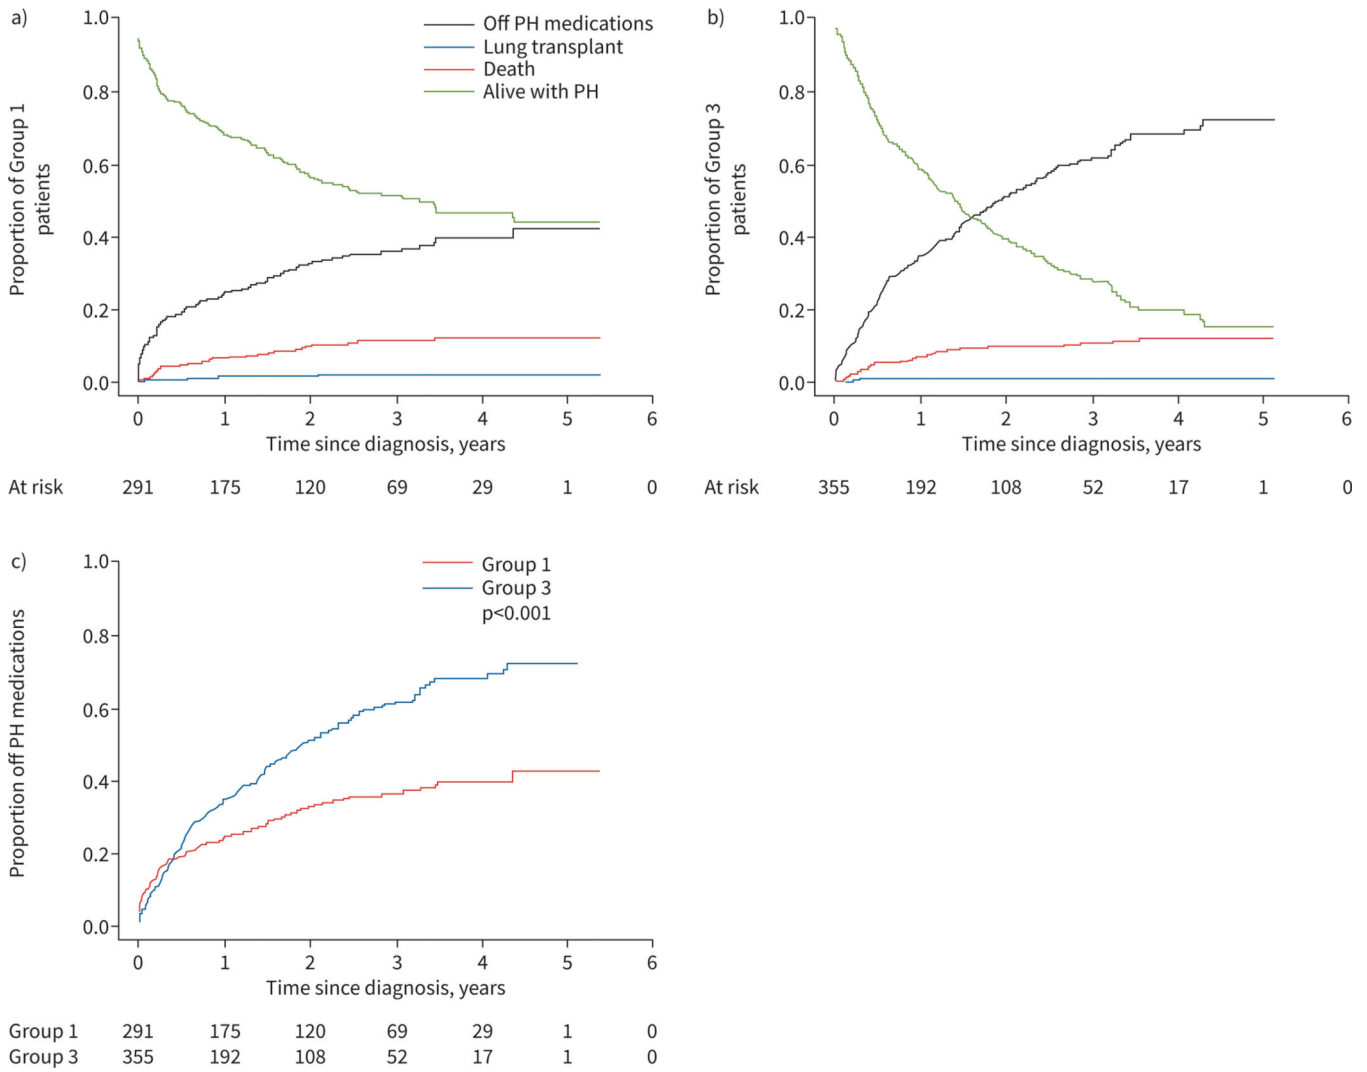 a)
1.0
0.8
0.6
0.4
0.2
0.0
Proportion of Group 1
patients
Off PH medications
Lung transplant
Death
Alive with PH
0 1 2 3 4 5 6
Time since diagnosis, years
At risk 291 175 120 69 29 1 0
b)
1.0
0.8
0.6
0.4
0.2
0.0
Proportion of Group 3
patients
0 1 2 3 4 5 6
Time since diagnosis, years
At risk 355 192 108 52 17 1 0
c)
1.0
0.8
0.6
0.4
0.2
0.0
Proportion off PH medications
Group 1
Group 3
p<0.001
0 1 2 3 4 5 6
Time since diagnosis, years
Group 1 291 175 120 69 29 1 0
Group 3 355 192 108 52 17 1 0